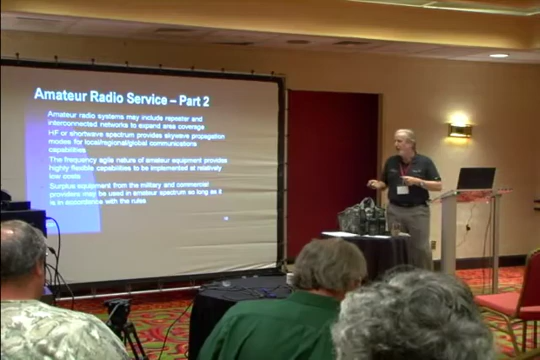 Amateur Radio Service – Part 2
Amateur radio systems may include repeater and
interconnected networks to expand area coverage
HF or shortwave spectrum provides skywave propagation
modes for local/regional/global communications
capabilities
The frequency agile nature of amateur equipment provides
highly flexible capabilities to be implemented at relatively
low costs
Surplus equipment from the military and commercial
providers may be used in amateur spectrum so long as it
is in accordance with the rules